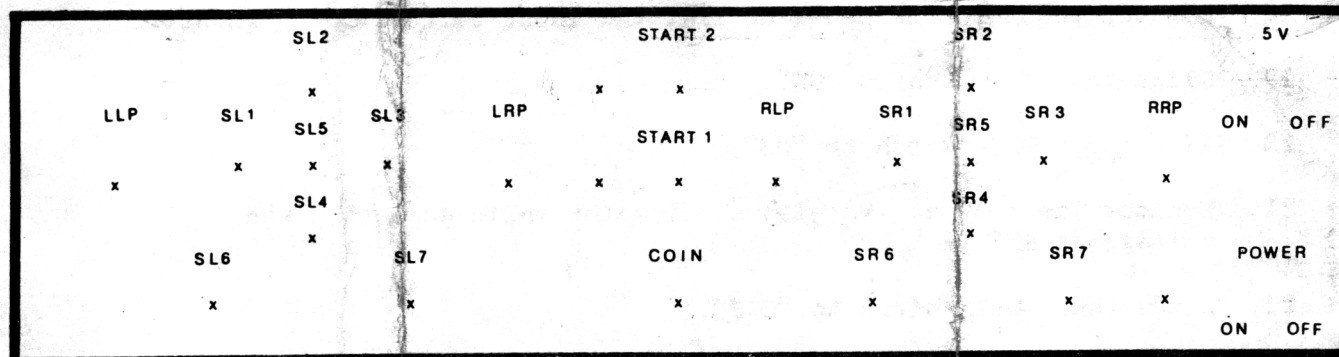 SL2 START 2 SR2 5V
x x x x
LLP SL1 SL3 LRP RLP SR1 SR3 RRP
SL5 START 1 SR5 ON OFF
x x x x x x
x x x x x x x
SL4 SR4
x x
SL6 SL7 COIN SR6 SR7 POWER
x x x x x x
ON OFF